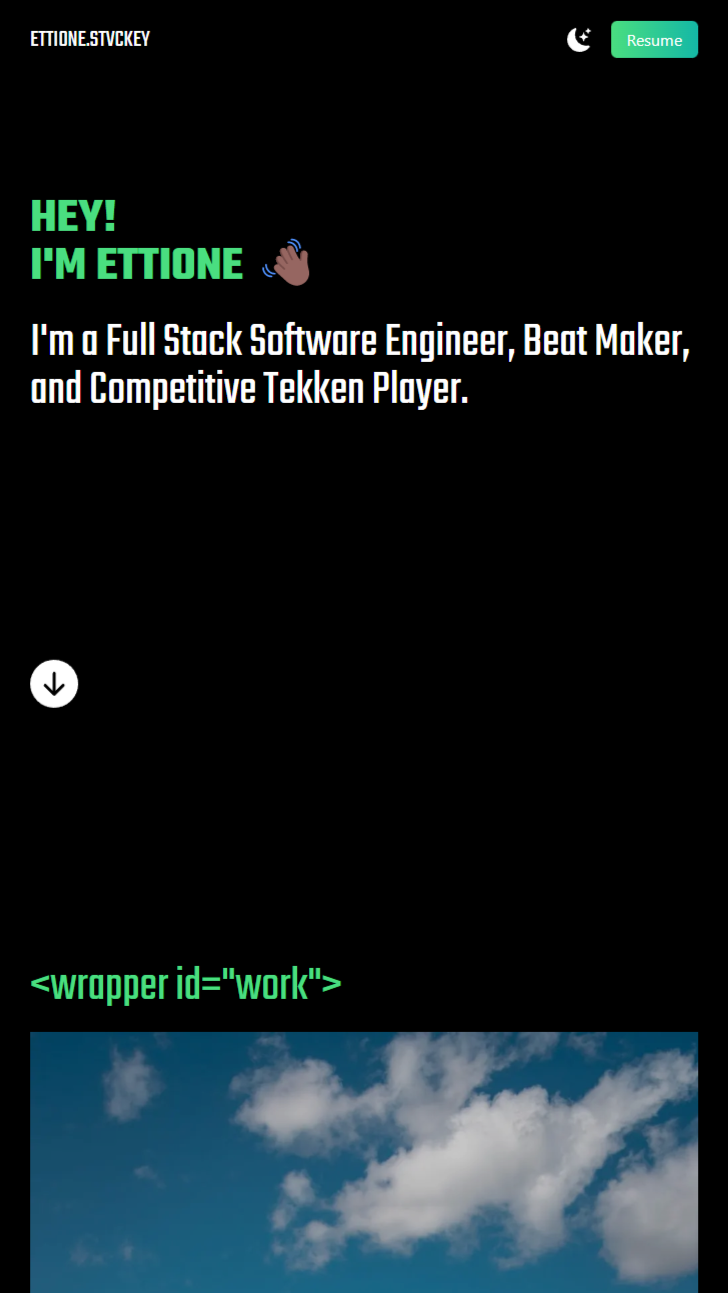 ETTIONE.STVCKEY
Resume
HEY!
I'M ETTIONE
I'm a Full Stack Software Engineer, Beat Maker,
and Competitive Tekken Player.
<wrapper id="work">